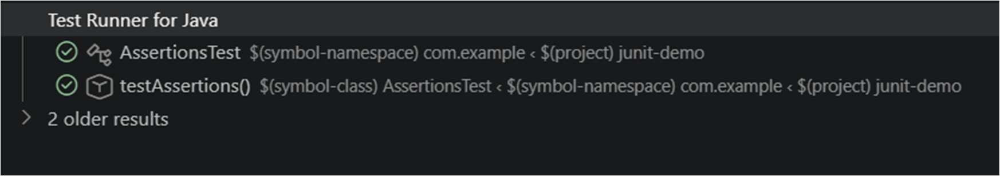 Test Runner for Java
AssertionsTest $(symbol-namespace) com.example < $(project) junit-demo
testAssertions() $(symbol-class) AssertionsTest < $(symbol-namespace) com.example < $(project) junit-demo
2 older results